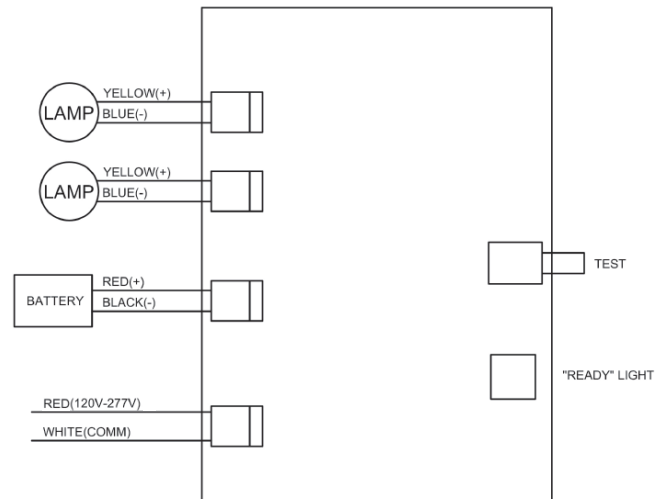 YELLOW(+)
LAMP
BLUE(-)
YELLOW(+)
LAMP
BLUE(-)
RED(+)
BATTERY
BLACK(-)
TEST
"READY" LIGHT
RED(120V-277V)
WHITE(COMM)